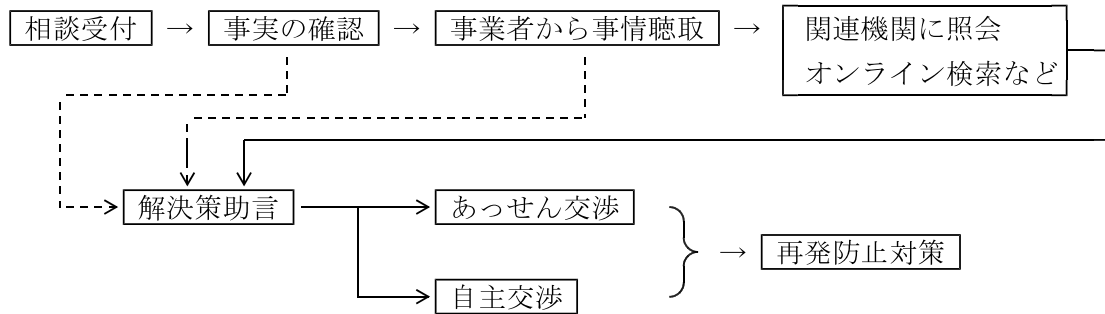 相談受付 → 事実の確認 → 事業者から事情聴取 → 関連機関に照会
オンライン検索など
解決策助言
あっせん交渉
自主交渉
→ 再発防止対策